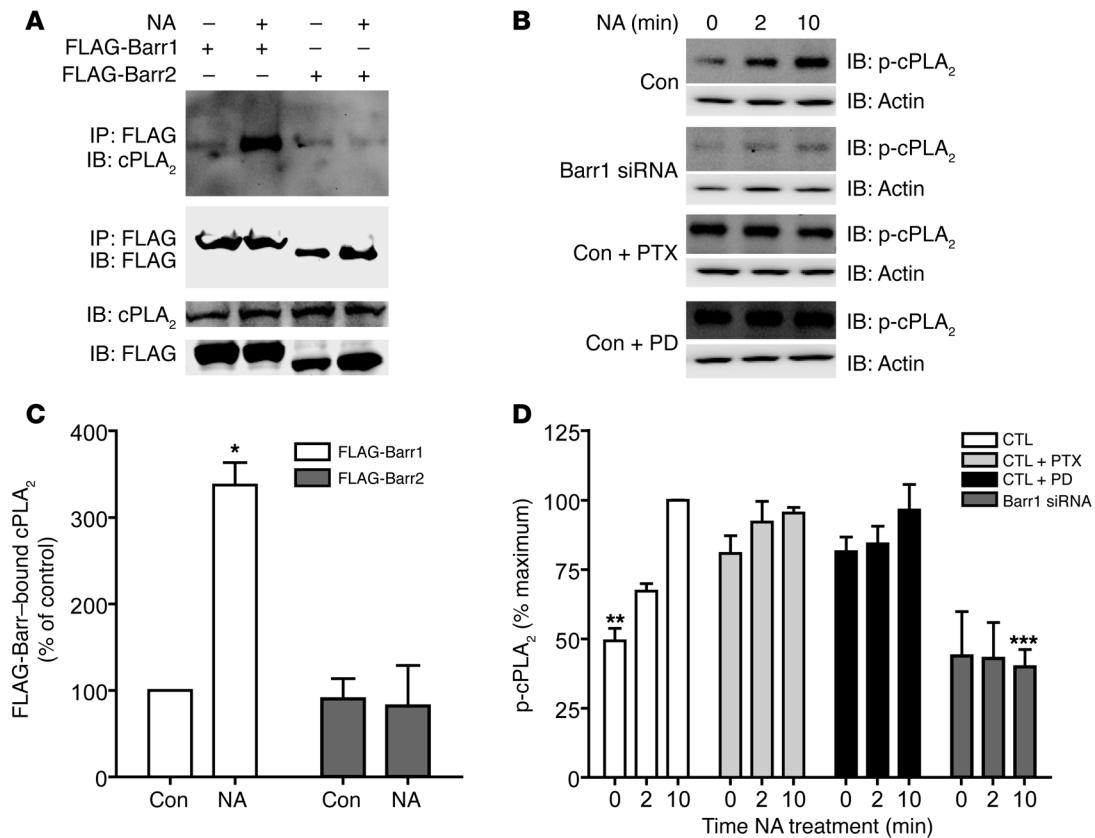 A
NA – + – +
FLAG-Barr1 + + – –
FLAG-Barr2 – – + +
IP: FLAG
IB: cPLA₂
IP: FLAG
IB: FLAG
IB: cPLA₂
IB: FLAG
B
NA (min) 0 2 10
Con
IB: p-cPLA₂
IB: Actin
Barr1 siRNA
IB: p-cPLA₂
IB: Actin
Con + PTX
IB: p-cPLA₂
IB: Actin
Con + PD
IB: p-cPLA₂
IB: Actin
C
FLAG-Barr–bound cPLA₂
(% of control)
400
300
200
100
0
*
FLAG-Barr1
FLAG-Barr2
Con NA Con NA
D
p-cPLA₂ (% maximum)
125
100
75
50
25
0
**
***
CTL
CTL + PTX
CTL + PD
Barr1 siRNA
0 2 10 0 2 10 0 2 10 0 2 10
Time NA treatment (min)